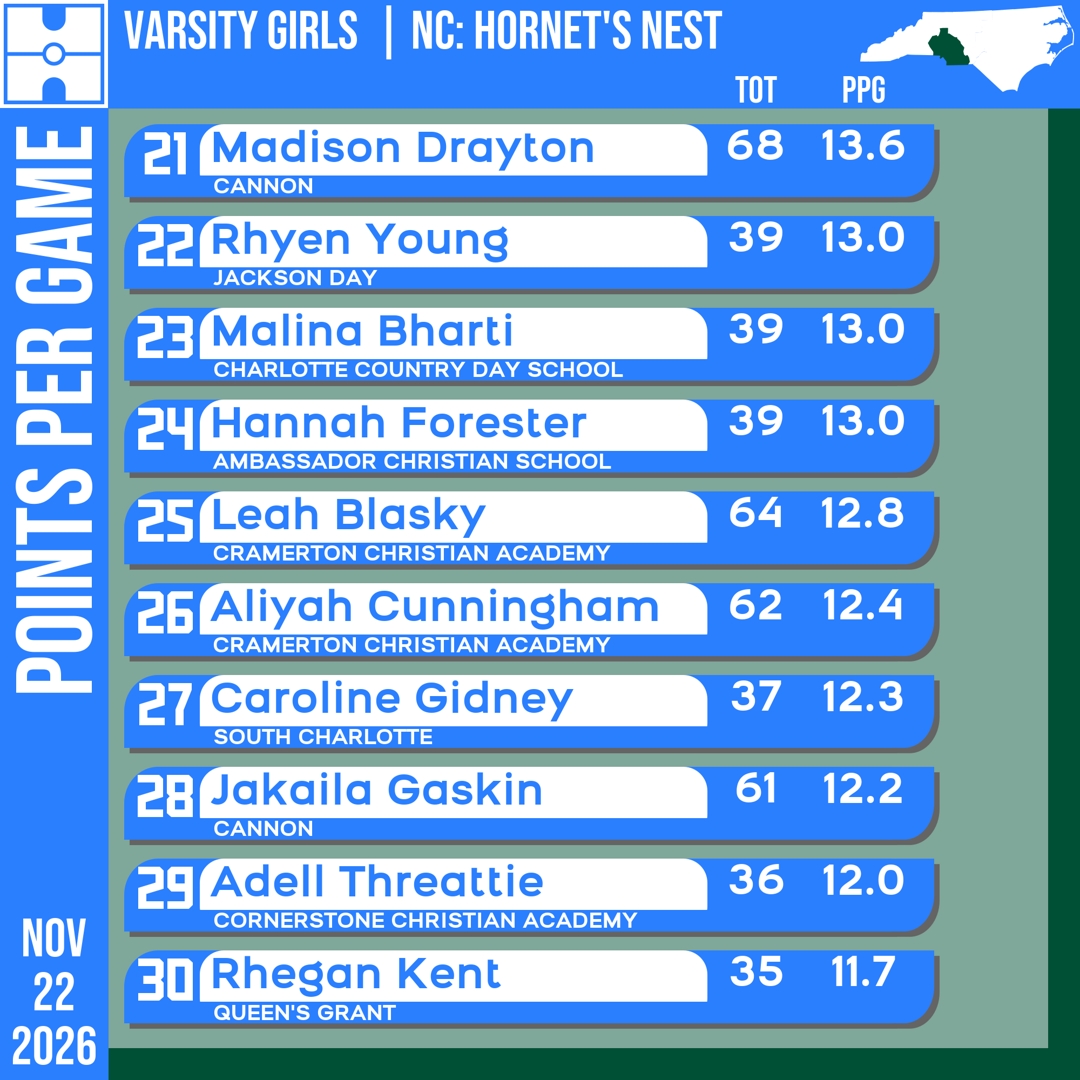 VARSITY GIRLS | NC: HORNET'S NEST
TOT PPG
POINTS PER GAME
21 Madison Drayton 68 13.6
CANNON
22 Rhyen Young 39 13.0
JACKSON DAY
23 Malina Bharti 39 13.0
CHARLOTTE COUNTRY DAY SCHOOL
24 Hannah Forester 39 13.0
AMBASSADOR CHRISTIAN SCHOOL
25 Leah Blasky 64 12.8
CRAMERTON CHRISTIAN ACADEMY
26 Aliyah Cunningham 62 12.4
CRAMERTON CHRISTIAN ACADEMY
27 Caroline Gidney 37 12.3
SOUTH CHARLOTTE
28 Jakaila Gaskin 61 12.2
CANNON
29 Adell Threattie 36 12.0
CORNERSTONE CHRISTIAN ACADEMY
30 Rhegan Kent 35 11.7
QUEEN'S GRANT
NOV
22
2026